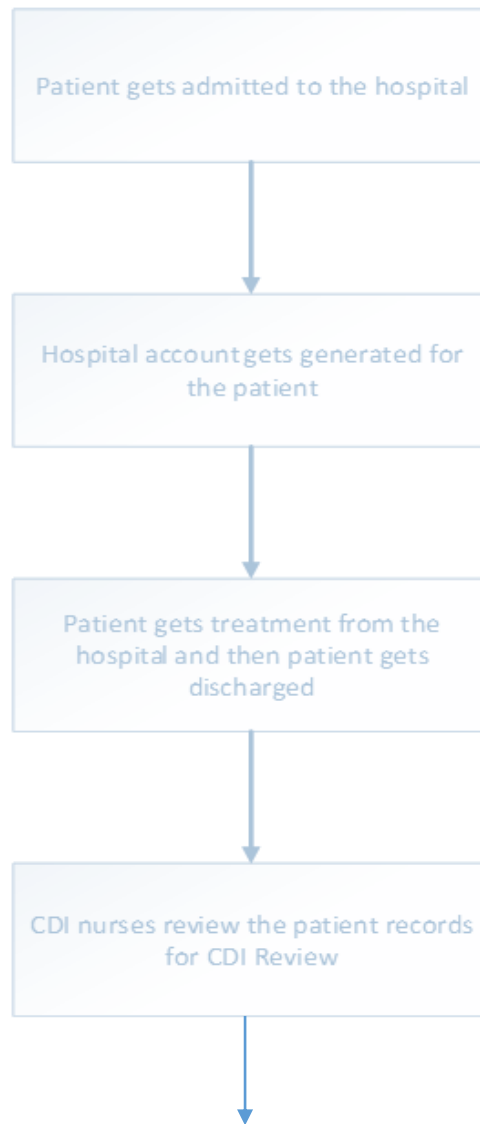 Patient gets admitted to the hospital
Hospital account gets generated for
the patient
Patient gets treatment from the
hospital and then patient gets
discharged
CDI nurses review the patient records
for CDI Review